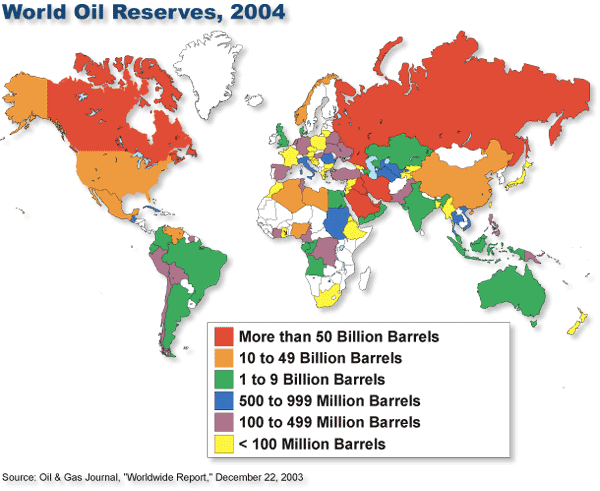 World Oil Reserves, 2004
More than 50 Billion Barrels
10 to 49 Billion Barrels
1 to 9 Billion Barrels
500 to 999 Million Barrels
100 to 499 Million Barrels
< 100 Million Barrels
Source: Oil & Gas Journal, "Worldwide Report," December 22, 2003